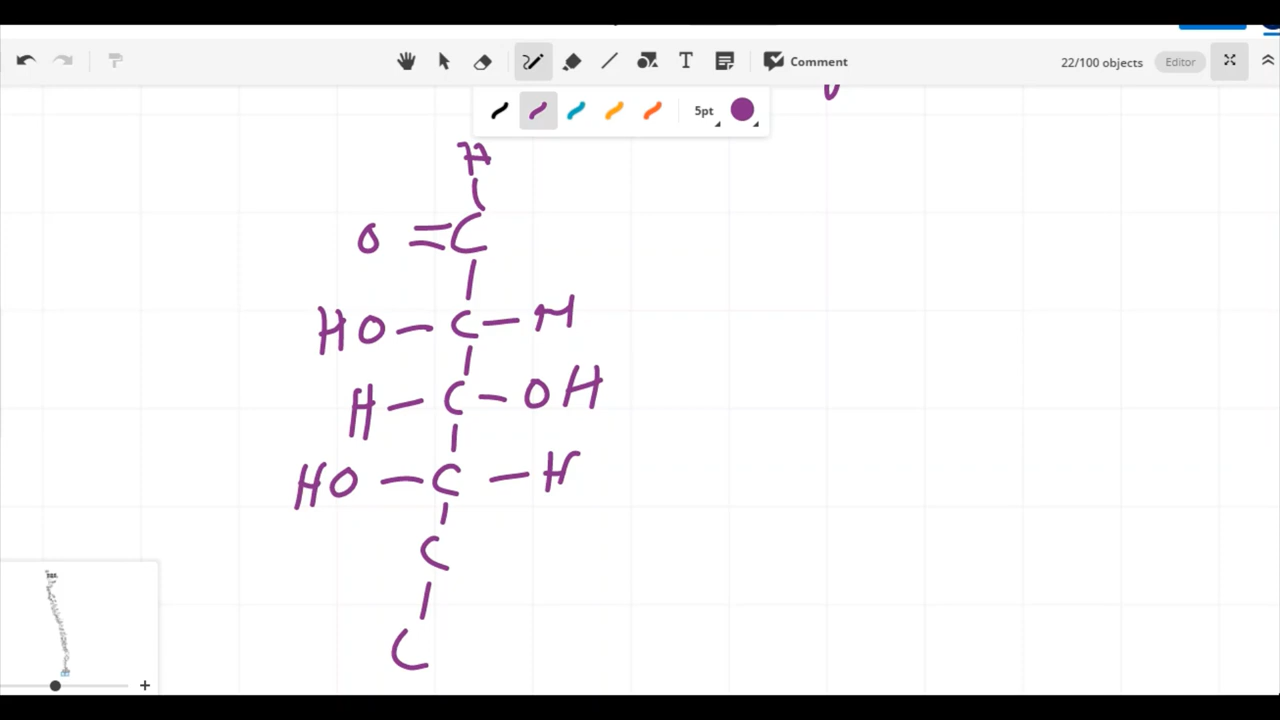 Comment
22/100 objects
Editor
5pt
H
O = C
HO - C - H
H - C - OH
HO - C - H
C
C
+